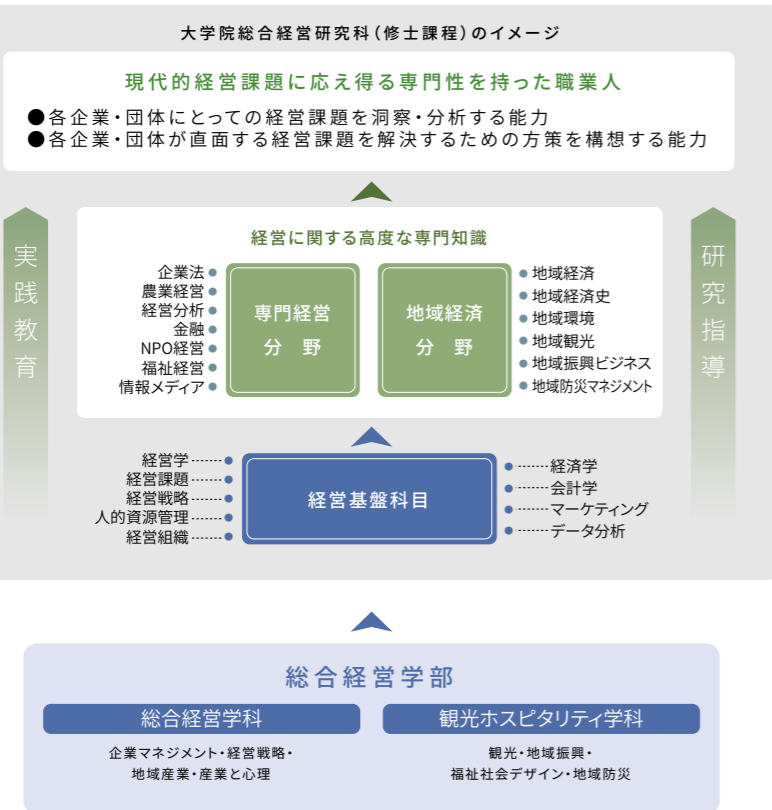 大学院総合経営研究科(修士課程)のイメージ
現代的経営課題に応え得る専門性を持った職業人
●各企業・団体にとっての経営課題を洞察・分析する能力
●各企業・団体が直面する経営課題を解決するための方策を構想する能力
実践教育
経営に関する高度な専門知識
企業法
農業経営
経営分析
金融
NPO経営
福祉経営
情報メディア
専門経営
分 野
地域経済
分 野
地域経済
地域経済史
地域環境
地域観光
地域振興ビジネス
地域防災マネジメント
研究指導
経営学
経営課題
経営戦略
人的資源管理
経営組織
経営基盤科目
経済学
会計学
マーケティング
データ分析
総合経営学部
総合経営学科
企業マネジメント・経営戦略・
地域産業・産業と心理
観光ホスピタリティ学科
観光・地域振興・
福祉社会デザイン・地域防災